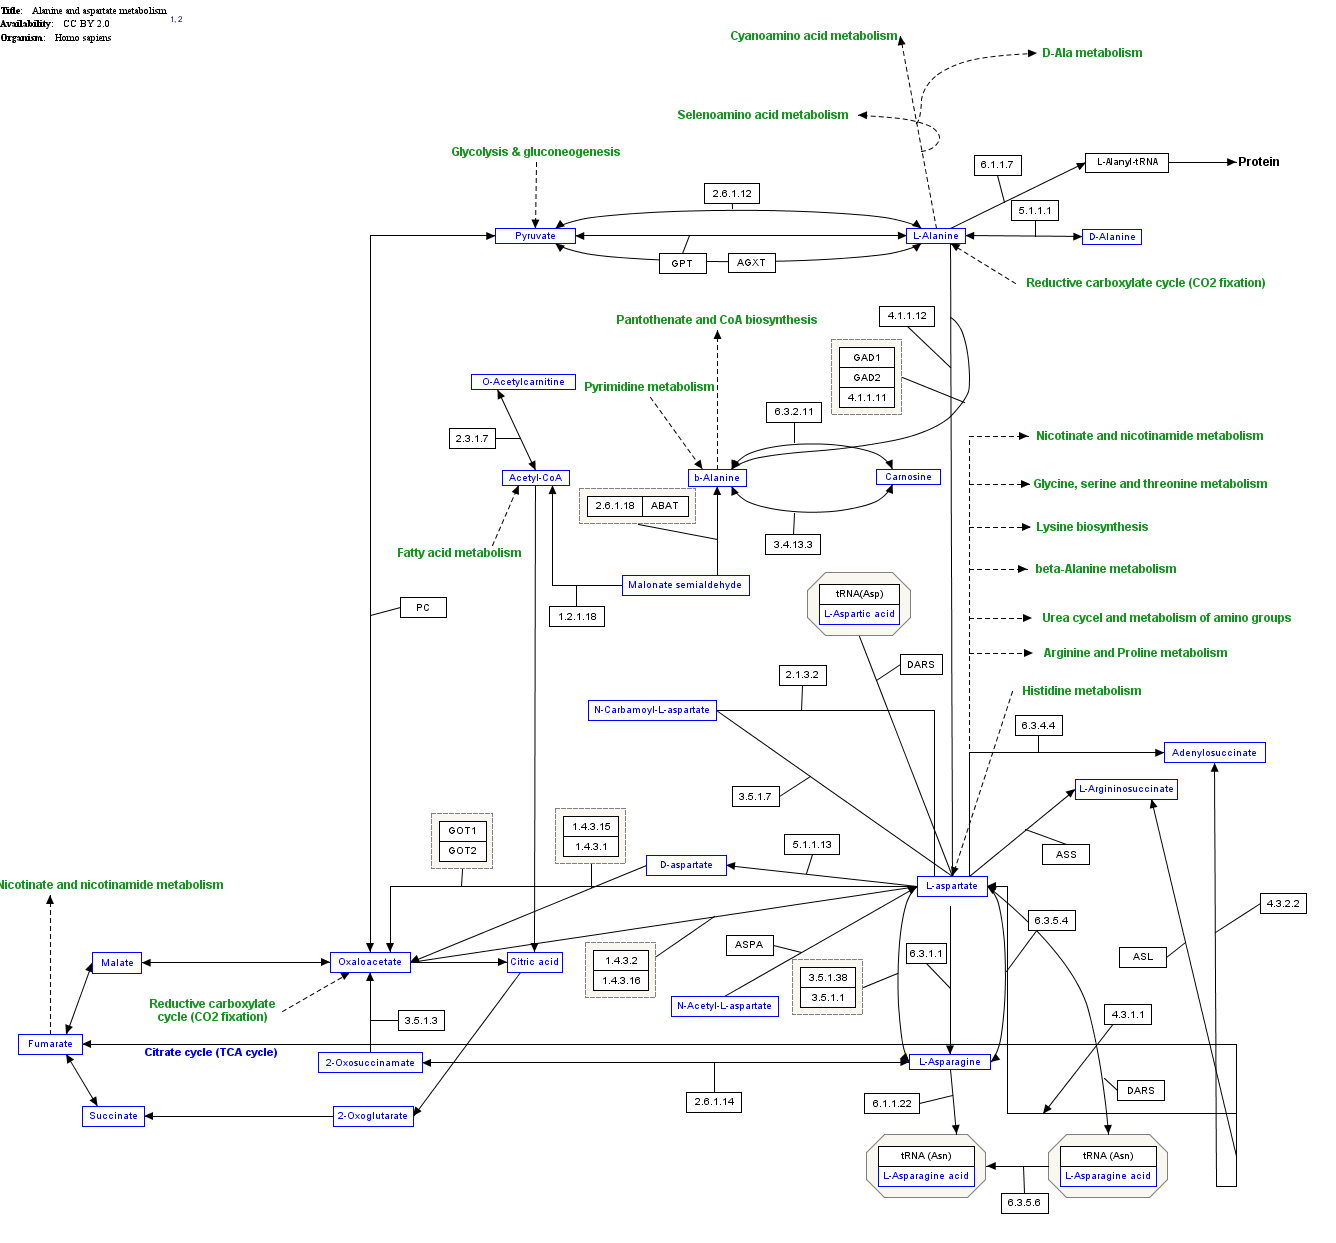 Title: Alanine and aspartate metabolism
1, 2
Availability: CC BY 2.0
Organism: Homo sapiens
Cyanoamino acid metabolism
D-Ala metabolism
Selenoamino acid metabolism
Glycolysis & gluconeogenesis
6.1.1.7
L-Alanyl-tRNA
Protein
2.6.1.12
5.1.1.1
Pyruvate
L-Alanine
D-Alanine
GPT
AGXT
Reductive carboxylate cycle (CO2 fixation)
4.1.1.12
Pantothenate and CoA biosynthesis
GAD1
GAD2
4.1.1.11
O-Acetylcarnitine
Pyrimidine metabolism
6.3.2.11
2.3.1.7
Nicotinate and nicotinamide metabolism
Acetyl-CoA
b-Alanine
Carnosine
Glycine, serine and threonine metabolism
2.6.1.18
ABAT
Lysine biosynthesis
Fatty acid metabolism
3.4.13.3
beta-Alanine metabolism
Malonate semialdehyde
tRNA(Asp)
L-Aspartic acid
PC
1.2.1.18
Urea cycel and metabolism of amino groups
Arginine and Proline metabolism
DARS
2.1.3.2
Histidine metabolism
N-Carbamoyl-L-aspartate
6.3.4.4
Adenylosuccinate
3.5.1.7
L-Argininosuccinate
GOT1
GOT2
1.4.3.15
1.4.3.1
5.1.1.13
ASS
D-aspartate
Nicotinate and nicotinamide metabolism
L-aspartate
4.3.2.2
6.3.5.4
ASPA
6.3.1.1
ASL
Malate
Oxaloacetate
Citric acid
1.4.3.2
1.4.3.16
3.5.1.38
3.5.1.1
Reductive carboxylate
cycle (CO2 fixation)
N-Acetyl-L-aspartate
3.5.1.3
4.3.1.1
Fumarate
Citrate cycle (TCA cycle)
2-Oxosuccinamate
L-Asparagine
2.6.1.14
6.1.1.22
DARS
Succinate
2-Oxoglutarate
tRNA (Asn)
L-Asparagine acid
tRNA (Asn)
L-Asparagine acid
6.3.5.6